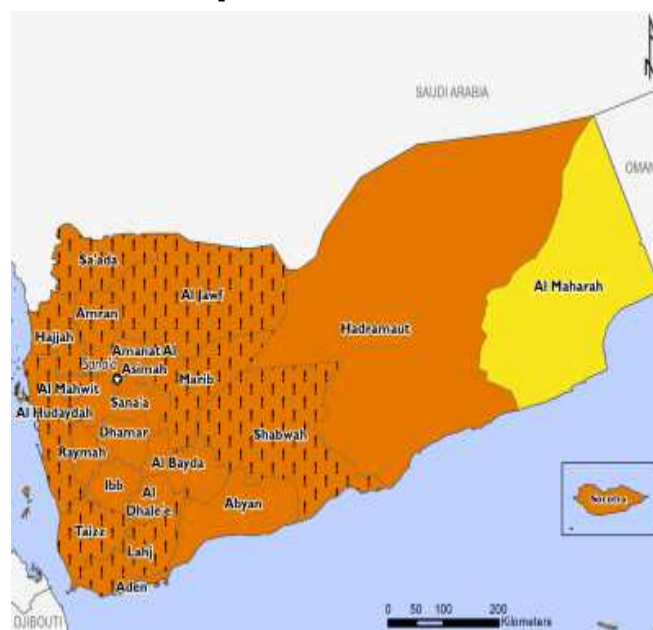 N
SAUDI ARABIA
OMAN
Sa'ada
Al Jawf
Al Maharah
Amran
Hadramaut
Hajjah
Amanat Al
Asimah
Sana'a
Marib
Al Mahwit
Sana'a
Al Hudaydah
Dhamar
Shabwah
Raymah
Al Bayda
Ibb
Al
Dhale'e
Abyan
Socotra
Taizz
Lahj
Aden
0 50 100 200
Kilometers
DJIBOUTI